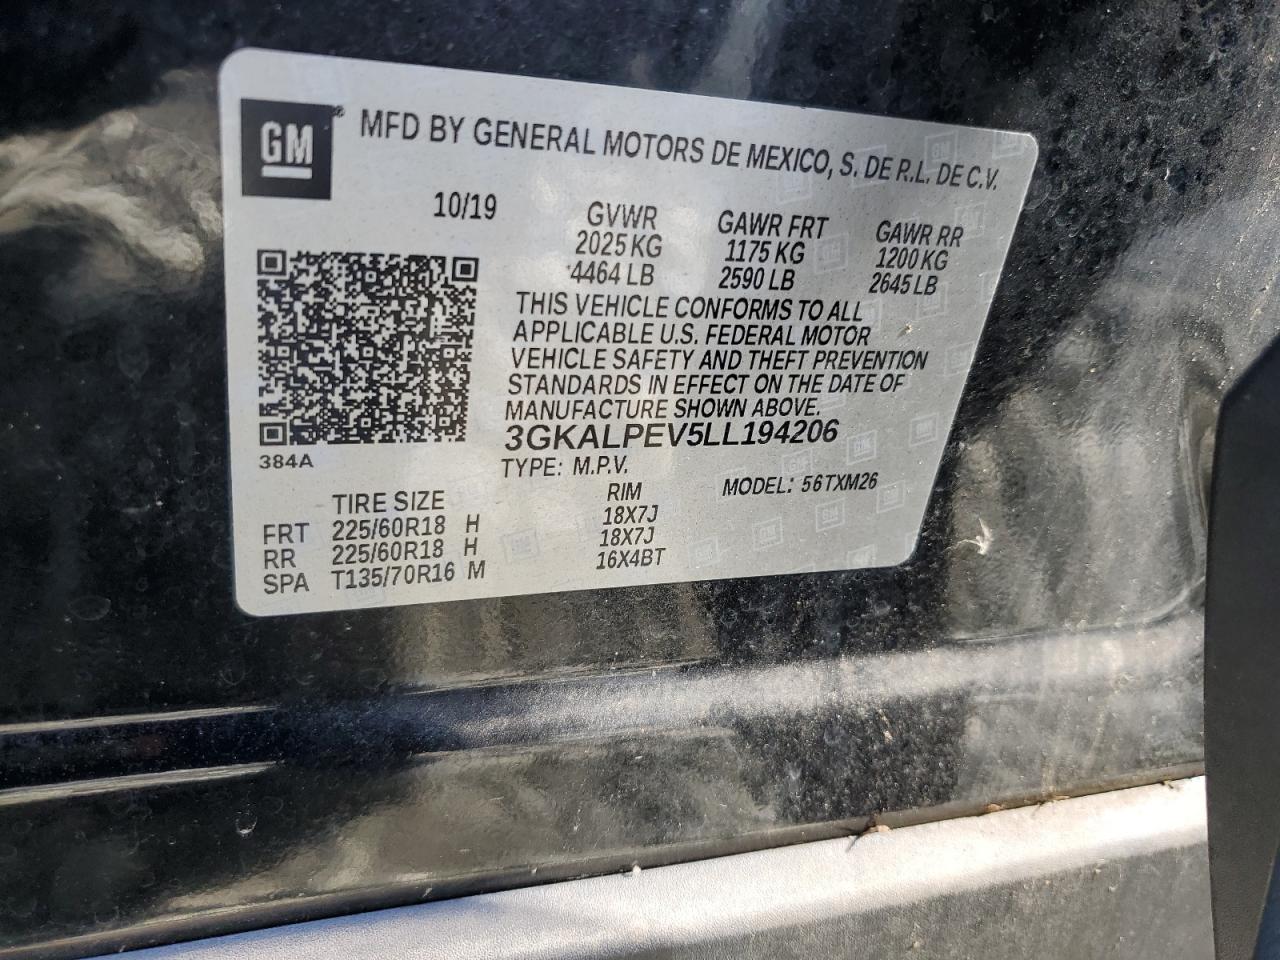 GM
MFD BY GENERAL MOTORS DE MEXICO, S. DE R.L. DE C.V.
10/19
GVWR GAWR FRT GAWR RR
2025 KG 1175 KG 1200 KG
4464 LB 2590 LB 2645 LB
THIS VEHICLE CONFORMS TO ALL
APPLICABLE U.S. FEDERAL MOTOR
VEHICLE SAFETY AND THEFT PREVENTION
STANDARDS IN EFFECT ON THE DATE OF
MANUFACTURE SHOWN ABOVE.
3GKALPEV5LL194206
384A
TYPE: M.P.V. MODEL: 56TXM26
TIRE SIZE RIM
FRT 225/60R18 H 18X7J
RR 225/60R18 H 18X7J
SPA T135/70R16 M 16X4BT